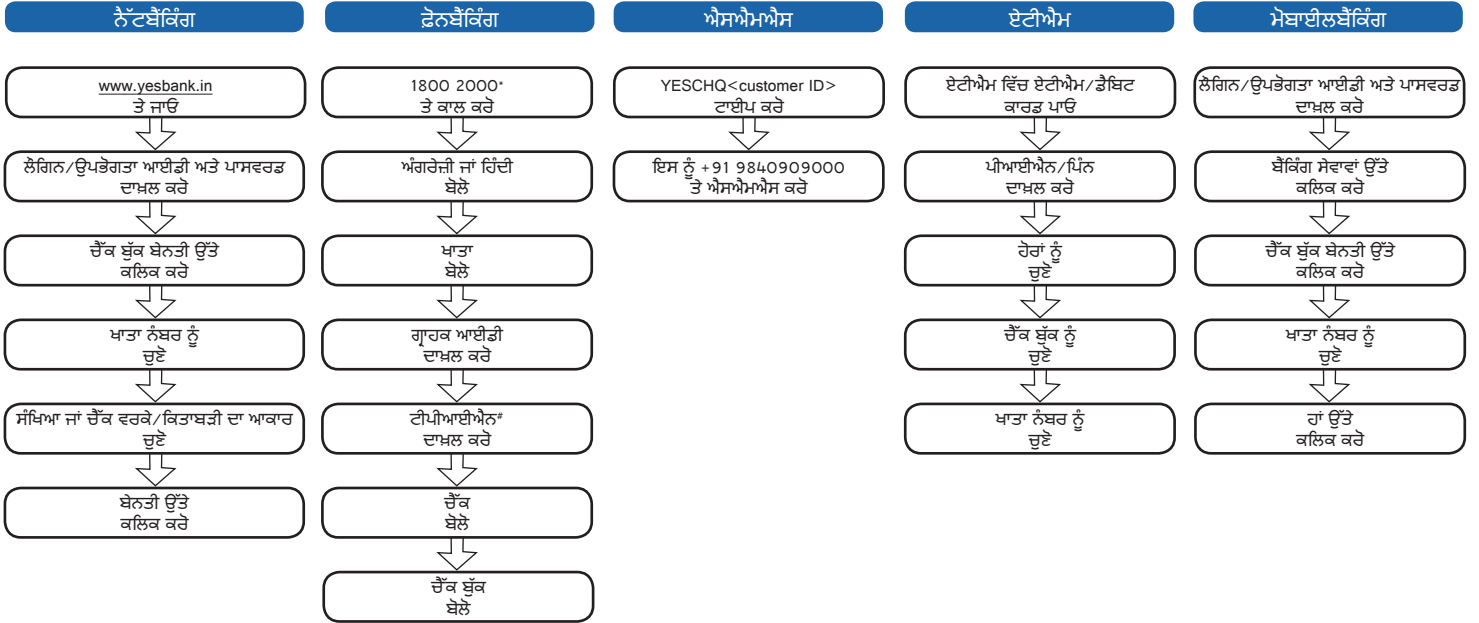 ਨੈੱਟਬੈਂਕਿੰਗ
www.yesbank.in
ਤੇ ਜਾਓ
ਲੋਗਿਨ/ਉਪਭੋਗਤਾ ਆਈਡੀ ਅਤੇ ਪਾਸਵਰਡ
ਦਾਖ਼ਲ ਕਰੋ
ਚੈੱਕ ਬੁੱਕ ਬੇਨਤੀ ਉੱਤੇ
ਕਲਿਕ ਕਰੋ
ਖਾਤਾ ਨੰਬਰ ਨੂੰ
ਚੁਣੋ
ਸੰਖਿਆ ਜਾਂ ਚੈੱਕ ਵਰਕੇ/ਕਿਤਾਬੜੀ ਦਾ ਆਕਾਰ
ਚੁਣੋ
ਬੇਨਤੀ ਉੱਤੇ
ਕਲਿਕ ਕਰੋ
ਫ਼ੋਨਬੈਂਕਿੰਗ
1800 2000*
ਤੇ ਕਾਲ ਕਰੋ
ਅੰਗਰੇਜ਼ੀ ਜਾਂ ਹਿੰਦੀ
ਬੋਲੋ
ਖਾਤਾ
ਬੋਲੋ
ਗ੍ਰਾਹਕ ਆਈਡੀ
ਦਾਖ਼ਲ ਕਰੋ
ਟੀਪੀਆਈਐਨ#
ਦਾਖ਼ਲ ਕਰੋ
ਚੈੱਕ
ਬੋਲੋ
ਚੈੱਕ ਬੁੱਕ
ਬੋਲੋ
ਐਸਐਮਐਸ
YESCHQ<customer ID>
ਟਾਈਪ ਕਰੋ
ਇਸ ਨੂੰ +91 9840909000
ਤੇ ਐਸਐਮਐਸ ਕਰੋ
ਏਟੀਐਮ
ਏਟੀਐਮ ਵਿੱਚ ਏਟੀਐਮ/ਡੈਬਿਟ
ਕਾਰਡ ਪਾਓ
ਪੀਆਈਐਨ/ਪਿੰਨ
ਦਾਖ਼ਲ ਕਰੋ
ਹੋਰਾਂ ਨੂੰ
ਚੁਣੋ
ਚੈੱਕ ਬੁੱਕ ਨੂੰ
ਚੁਣੋ
ਖਾਤਾ ਨੰਬਰ ਨੂੰ
ਚੁਣੋ
ਮੋਬਾਈਲਬੈਂਕਿੰਗ
ਲੋਗਿਨ/ਉਪਭੋਗਤਾ ਆਈਡੀ ਅਤੇ ਪਾਸਵਰਡ
ਦਾਖ਼ਲ ਕਰੋ
ਬੈਂਕਿੰਗ ਸੇਵਾਵਾਂ ਉੱਤੇ
ਕਲਿਕ ਕਰੋ
ਚੈੱਕ ਬੁੱਕ ਬੇਨਤੀ ਉੱਤੇ
ਕਲਿਕ ਕਰੋ
ਖਾਤਾ ਨੰਬਰ ਨੂੰ
ਚੁਣੋ
ਹਾਂ ਉੱਤੇ
ਕਲਿਕ ਕਰੋ